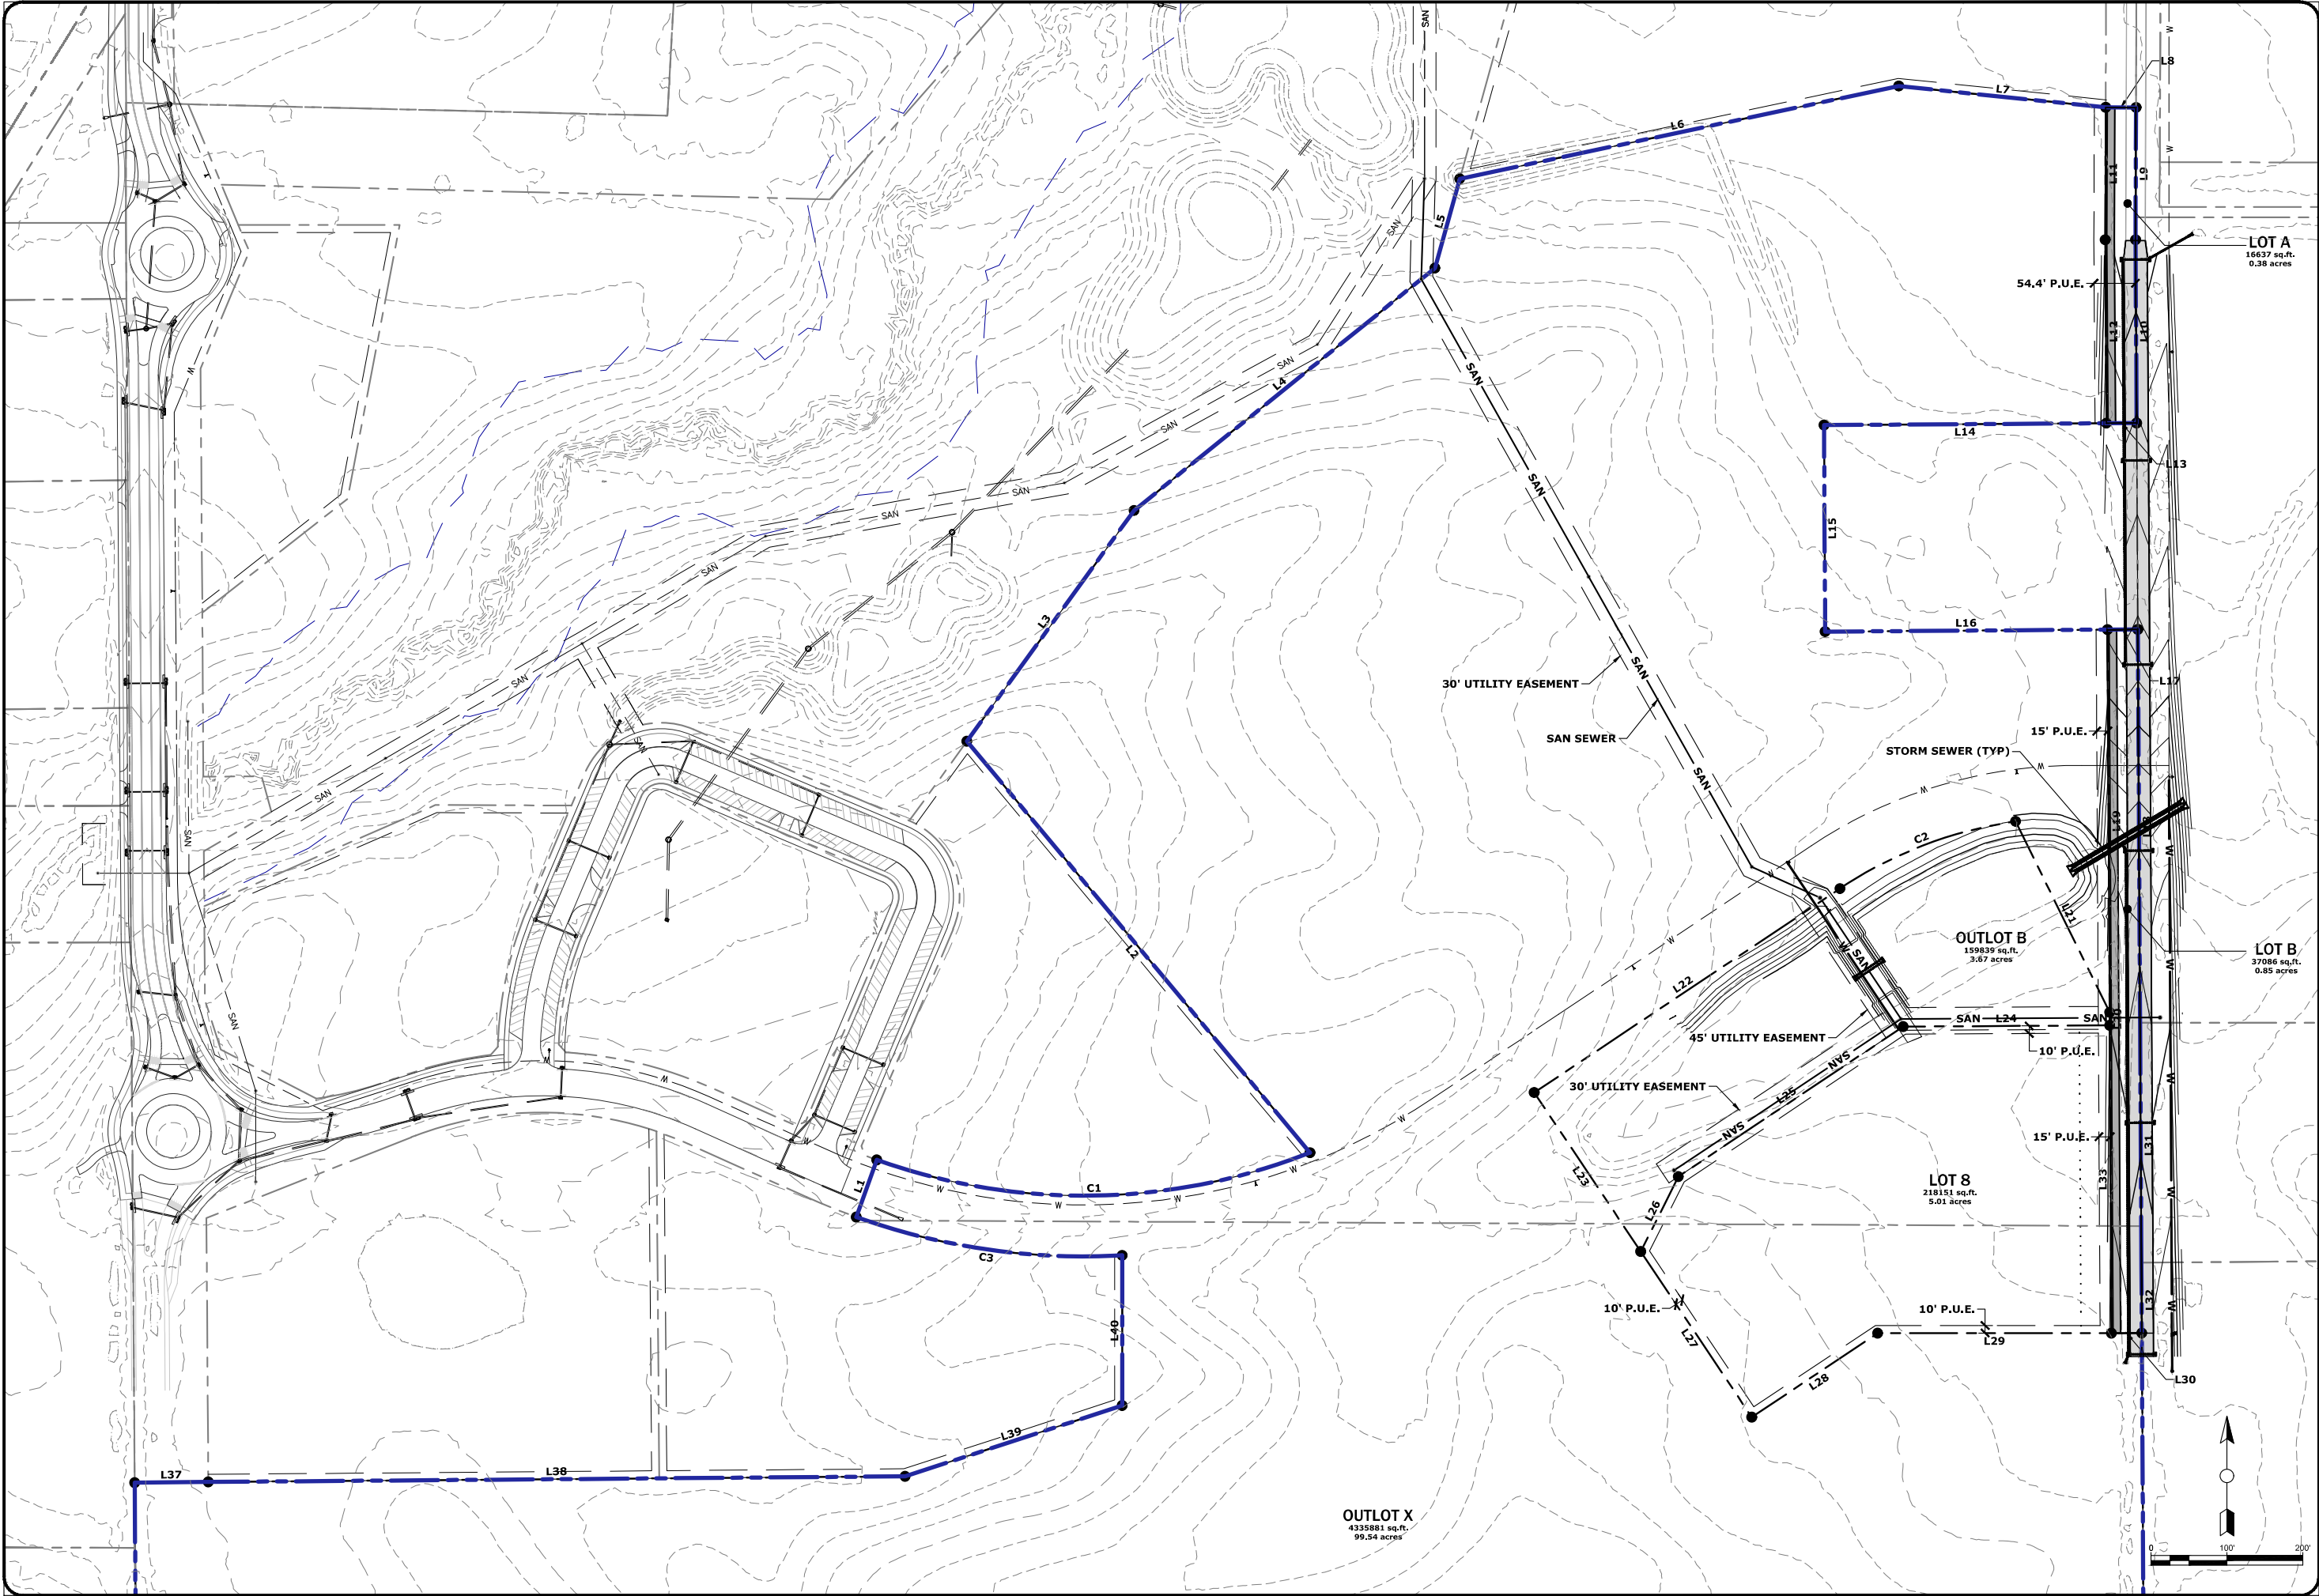 SAN
W
L8
L7
L6
W
L11
L9
L5
SAN
LOT A
16637 sq.ft.
0.38 acres
54.4' P.U.E.
L12
L10
W
SAN
SAN
L4
SAN
L14
L13
SAN
SAN
SAN
L15
SAN
L3
L16
SAN
SAN
SAN
30' UTILITY EASEMENT
L17
15' P.U.E.
SAN SEWER
STORM SEWER (TYP)
SAN
W
SAN
W
SAN
L19
SAN
C2
W
W
L21
OUTLOT B
159839 sq.ft.
3.67 acres
LOT B
37086 sq.ft.
0.85 acres
W
L2
W
SAN
W
L22
SAN
SAN
L24
SAN
L20
45' UTILITY EASEMENT
10' P.U.E.
W
W
SAN
W
30' UTILITY EASEMENT
L25
W
SAN
15' P.U.E.
L31
W
W
L23
L33
LOT 8
218151 sq.ft.
5.01 acres
L1
C1
W
W
W
W
L26
C3
10' P.U.E.
10' P.U.E.
L32
W
L40
L27
L29
L28
L30
L39
L37
L38
OUTLOT X
4335881 sq.ft.
99.54 acres
0 100' 200'